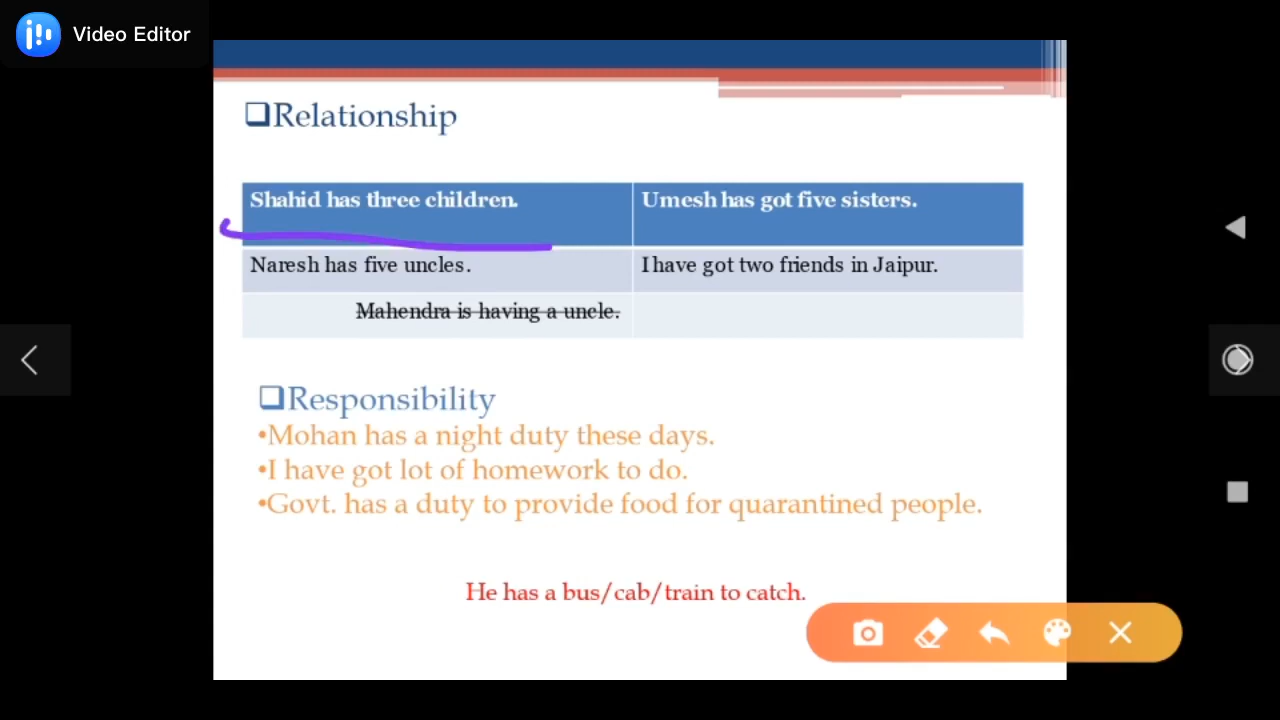 Video Editor
❑Relationship
Shahid has three children. Umesh has got five sisters.
Naresh has five uncles. I have got two friends in Jaipur.
Mahendra is having a uncle.
❑Responsibility
•Mohan has a night duty these days.
•I have got lot of homework to do.
•Govt. has a duty to provide food for quarantined people.
He has a bus/cab/train to catch.